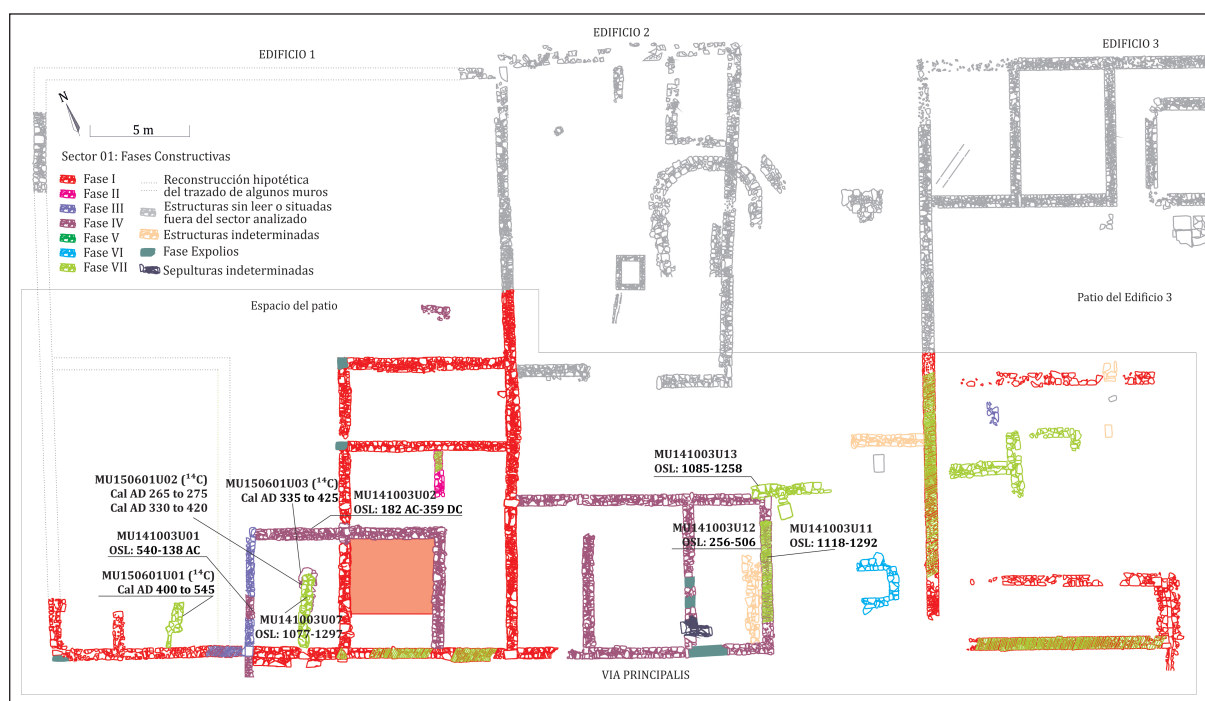 EDIFICIO 1
EDIFICIO 2
EDIFICIO 3
N
5 m
Sector 01: Fases Constructivas
Fase I
Fase II
Fase III
Fase IV
Fase V
Fase VI
Fase VII
Reconstrucción hipotética
del trazado de algunos muros
Estructuras sin leer o situadas
fuera del sector analizado
Estructuras indeterminadas
Fase Expolios
Sepulturas indeterminadas
Espacio del patio
Patio del Edificio 3
MU150601U02 (¹⁴C)
Cal AD 265 to 275
Cal AD 330 to 420
MU150601U03 (¹⁴C)
Cal AD 335 to 425
MU141003U02
OSL: 182 AC-359 DC
MU141003U01
OSL: 540-138 AC
MU150601U01 (¹⁴C)
Cal AD 400 to 545
MU141003U07
OSL: 1077-1297
MU141003U13
OSL: 1085-1258
MU141003U12
OSL: 256-506
MU141003U11
OSL: 1118-1292
VIA PRINCIPALIS